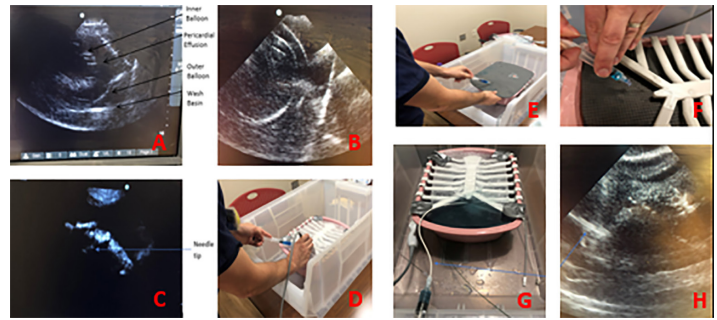 Inner
Balloon
Pericardial
Effusion
Outer
Balloon
Wash
Basin
A
B
E
F
Needle
tip
C
D
G
H